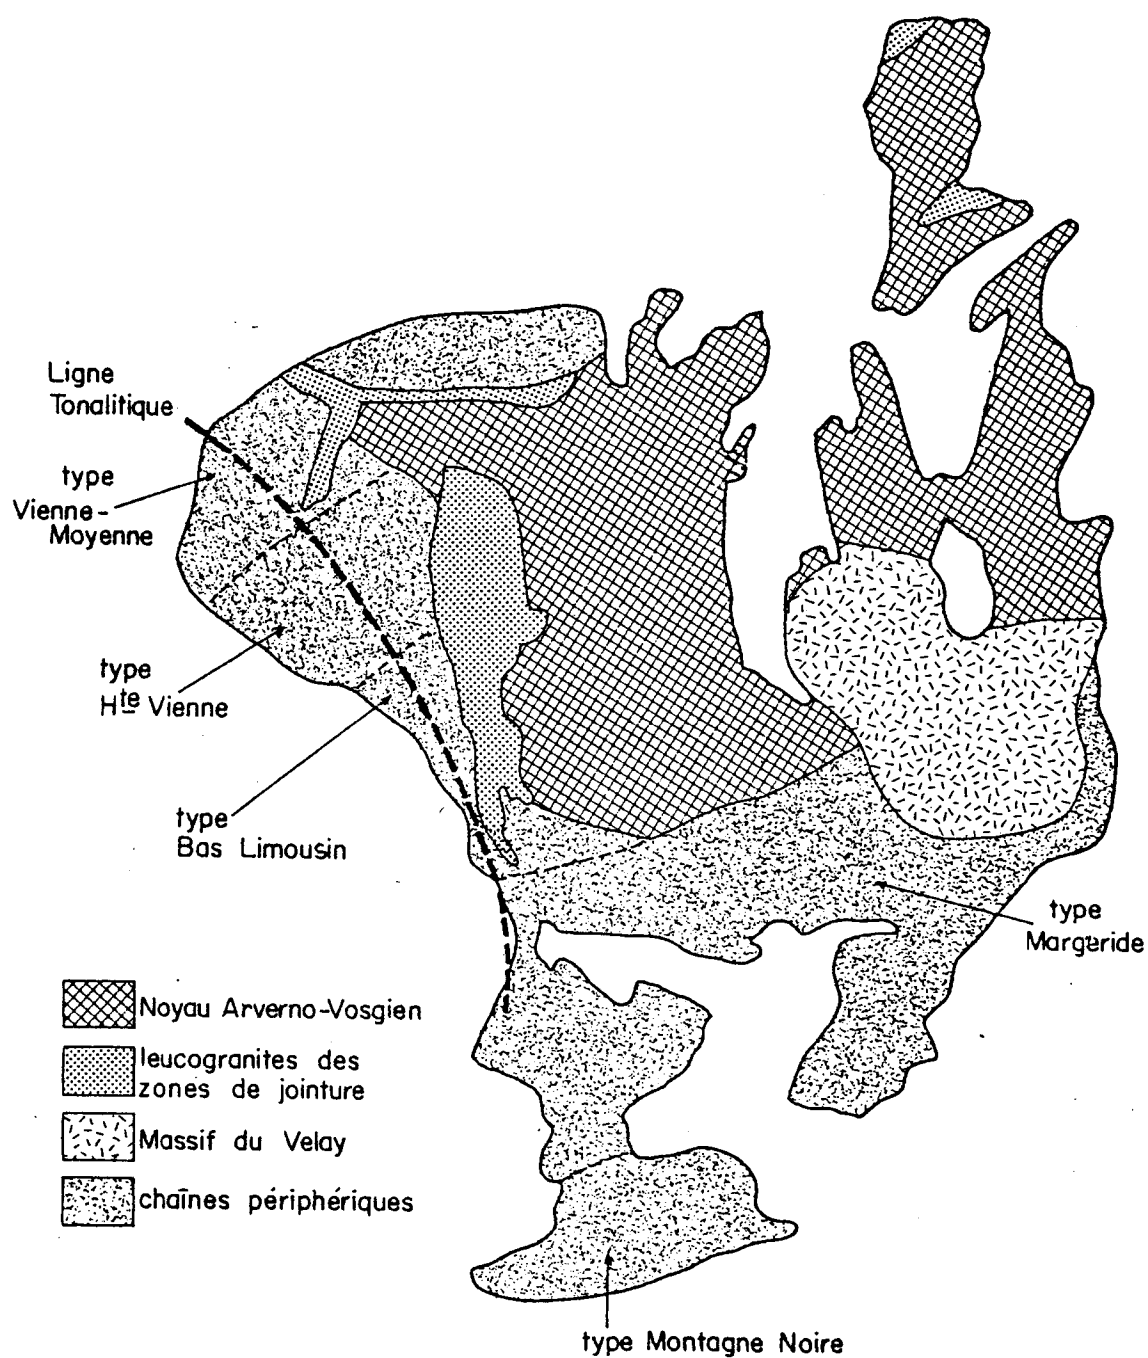 Ligne
Tonalitique
type
Vienne-
Moyenne
type
Hte Vienne
type
Bas Limousin
type
Margeride
Noyau Arverno-Vosgien
leucogranites des
zones de jointure
Massif du Velay
chaînes périphériques
type Montagne Noire